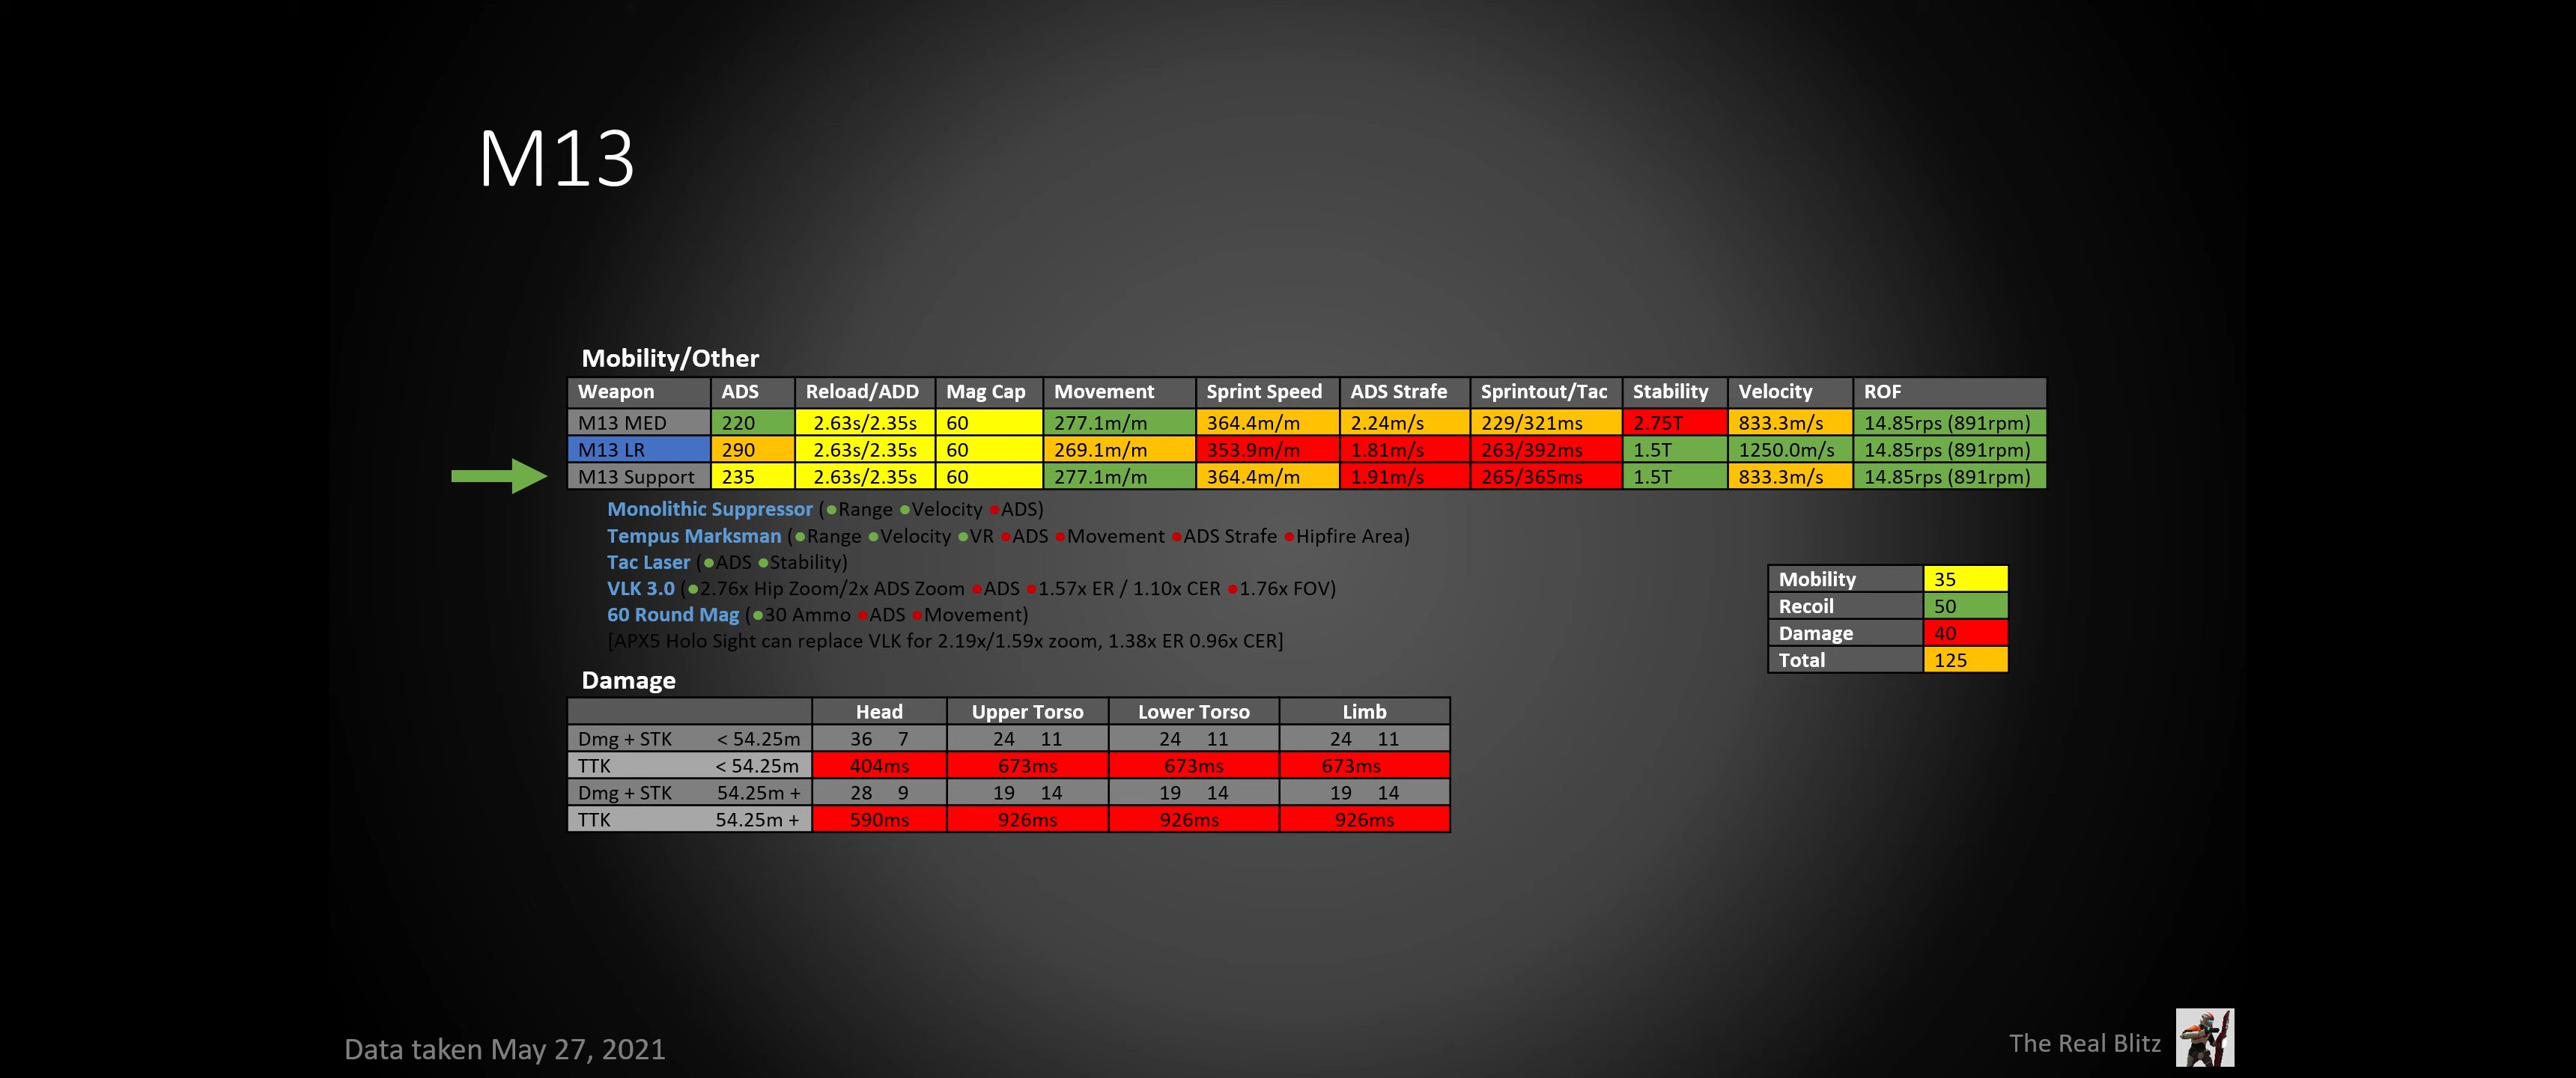 M13
Mobility/Other
Weapon ADS Reload/ADD Mag Cap Movement Sprint Speed ADS Strafe Sprintout/Tac Stability Velocity ROF
M13 MED 220 2.63s/2.35s 60 277.1m/m 364.4m/m 2.24m/s 229/321ms 2.75T 833.3m/s 14.85rps (891rpm)
M13 LR 290 2.63s/2.35s 60 269.1m/m 353.9m/m 1.81m/s 263/392ms 1.5T 1250.0m/s 14.85rps (891rpm)
M13 Support 235 2.63s/2.35s 60 277.1m/m 364.4m/m 1.91m/s 265/365ms 1.5T 833.3m/s 14.85rps (891rpm)
Monolithic Suppressor (●Range ●Velocity ●ADS)
Tempus Marksman (●Range ●Velocity ●VR ●ADS ●Movement ●ADS Strafe ●Hipfire Area)
Tac Laser (●ADS ●Stability)
VLK 3.0 (●2.76x Hip Zoom/2x ADS Zoom ●ADS ●1.57x ER / 1.10x CER ●1.76x FOV)
60 Round Mag (●30 Ammo ●ADS ●Movement)
[APX5 Holo Sight can replace VLK for 2.19x/1.59x zoom, 1.38x ER 0.96x CER]
Mobility 35
Recoil 50
Damage 40
Total 125
Damage
Head Upper Torso Lower Torso Limb
Dmg + STK < 54.25m 36 7 24 11 24 11 24 11
TTK < 54.25m 404ms 673ms 673ms 673ms
Dmg + STK 54.25m + 28 9 19 14 19 14 19 14
TTK 54.25m + 590ms 926ms 926ms 926ms
Data taken May 27, 2021
The Real Blitz